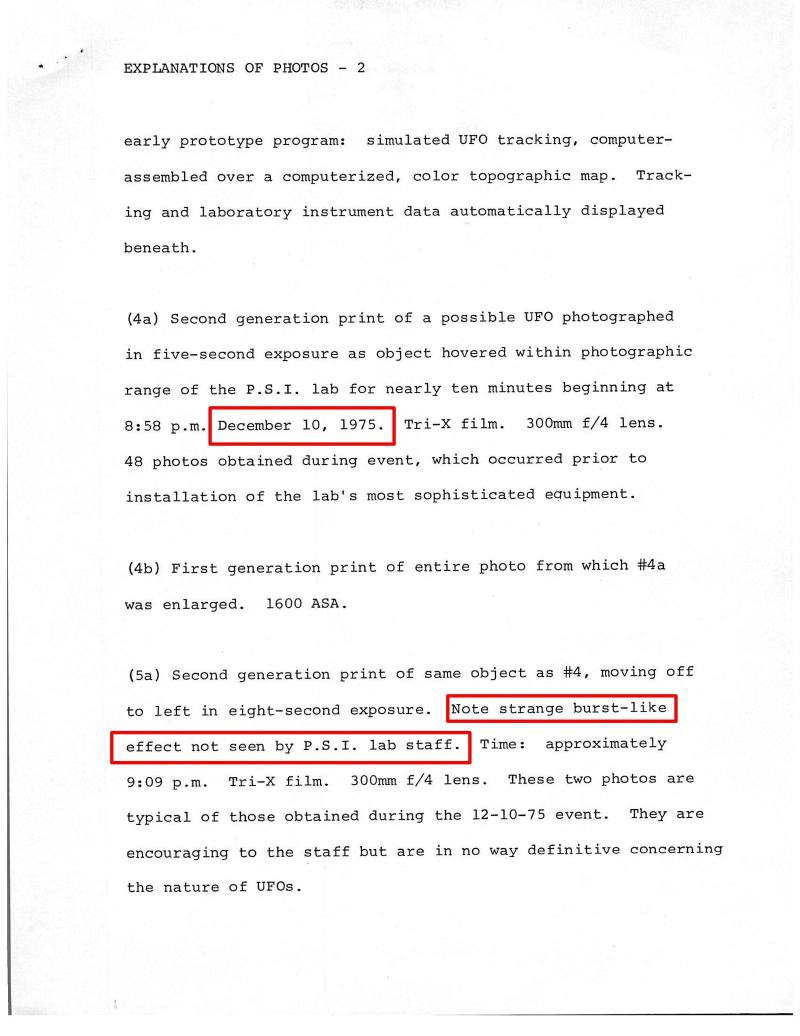 EXPLANATIONS OF PHOTOS - 2
early prototype program: simulated UFO tracking, computer-
assembled over a computerized, color topographic map. Track-
ing and laboratory instrument data automatically displayed
beneath.
(4a) Second generation print of a possible UFO photographed
in five-second exposure as object hovered within photographic
range of the P.S.I. lab for nearly ten minutes beginning at
8:58 p.m. December 10, 1975. Tri-X film. 300mm f/4 lens.
48 photos obtained during event, which occurred prior to
installation of the lab's most sophisticated equipment.
(4b) First generation print of entire photo from which #4a
was enlarged. 1600 ASA.
(5a) Second generation print of same object as #4, moving off
to left in eight-second exposure. Note strange burst-like
effect not seen by P.S.I. lab staff. Time: approximately
9:09 p.m. Tri-X film. 300mm f/4 lens. These two photos are
typical of those obtained during the 12-10-75 event. They are
encouraging to the staff but are in no way definitive concerning
the nature of UFOs.